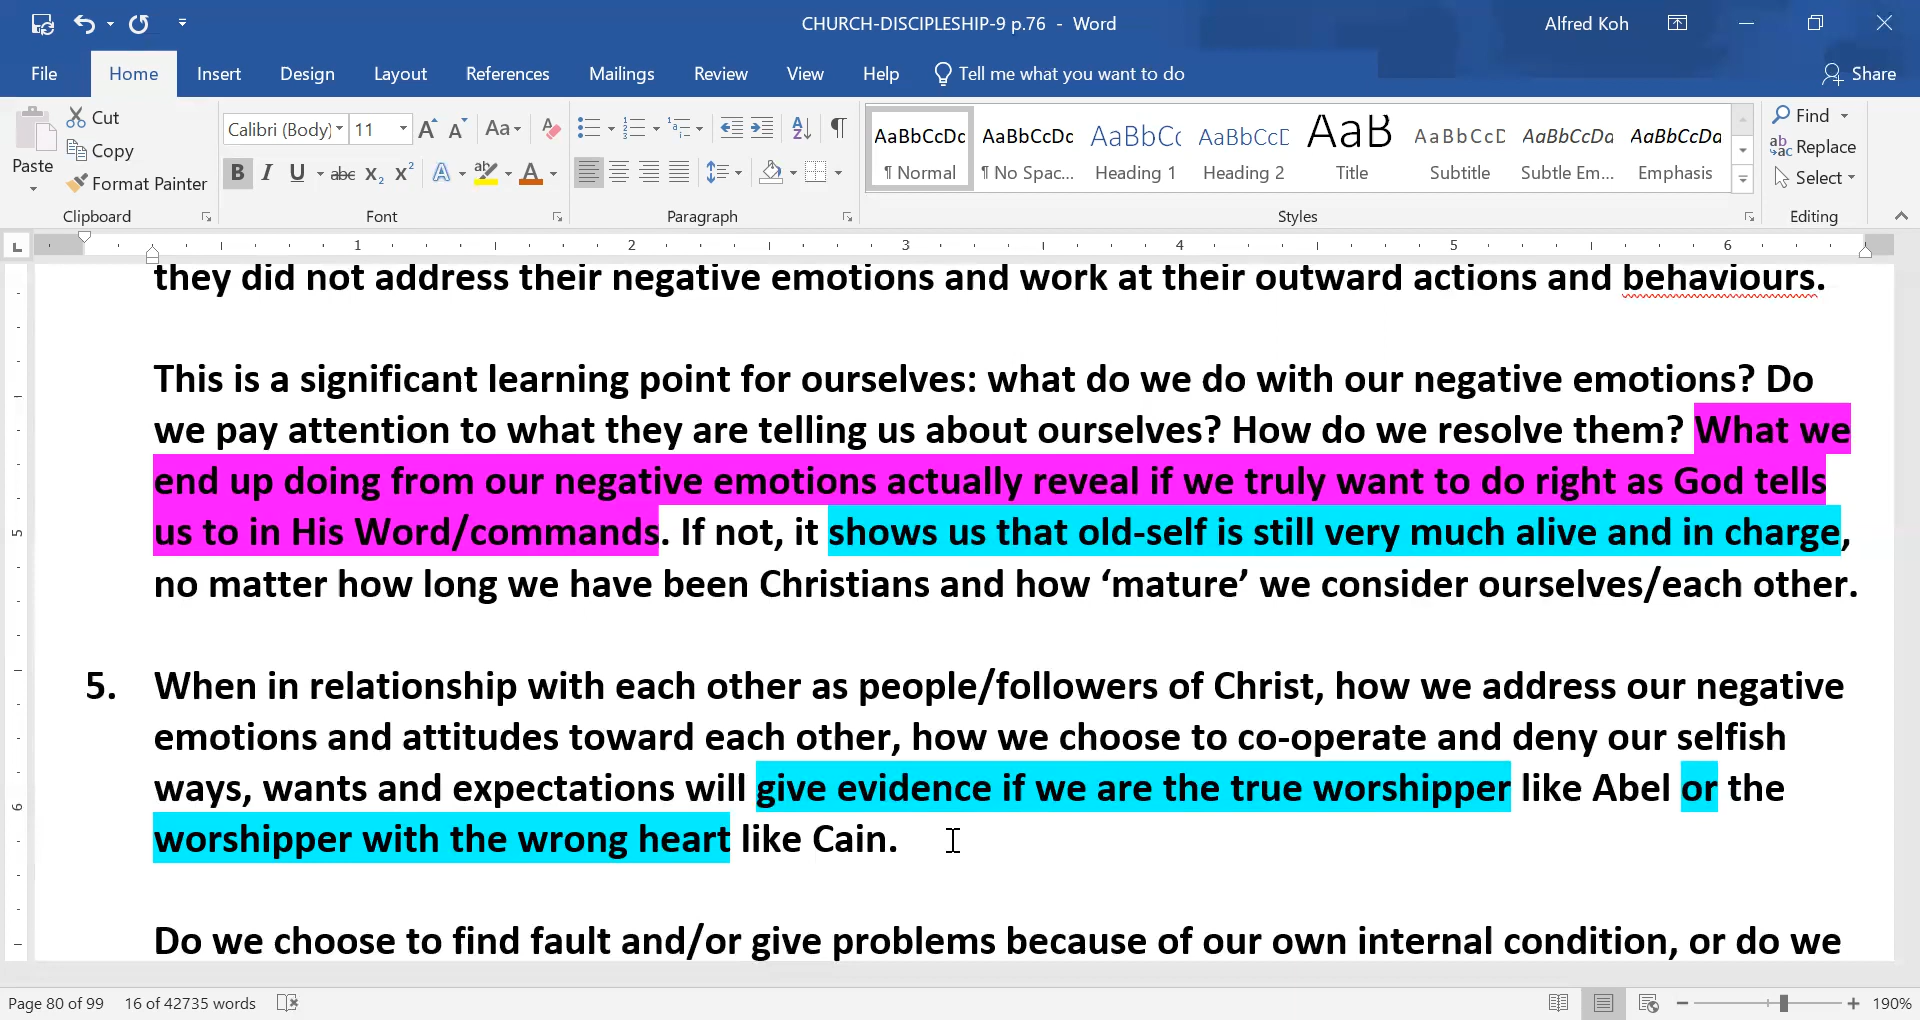 CHURCH-DISCIPLESHIP-9 p.76 - Word
Alfred Koh
File Home Insert Design Layout References Mailings Review View Help Tell me what you want to do Share
Paste
Cut
Copy
Format Painter
Clipboard
Calibri (Body) 11 Aa
B I U abc X₂ X² A ab A
Font
Paragraph
AaBbCcDc AaBbCcDc AaBbCc AaBbCcD AaB AaBbCcD AaBbCcDa AaBbCcDa
¶ Normal ¶ No Spac... Heading 1 Heading 2 Title Subtitle Subtle Em... Emphasis
Styles
Find
Replace
Select
Editing
1 2 3 4 5 6
they did not address their negative emotions and work at their outward actions and behaviours.
This is a significant learning point for ourselves: what do we do with our negative emotions? Do
we pay attention to what they are telling us about ourselves? How do we resolve them? What we
end up doing from our negative emotions actually reveal if we truly want to do right as God tells
us to in His Word/commands. If not, it shows us that old-self is still very much alive and in charge,
no matter how long we have been Christians and how ‘mature’ we consider ourselves/each other.
5. When in relationship with each other as people/followers of Christ, how we address our negative
emotions and attitudes toward each other, how we choose to co-operate and deny our selfish
ways, wants and expectations will give evidence if we are the true worshipper like Abel or the
worshipper with the wrong heart like Cain.
Do we choose to find fault and/or give problems because of our own internal condition, or do we
5
6
Page 80 of 99 16 of 42735 words 190%